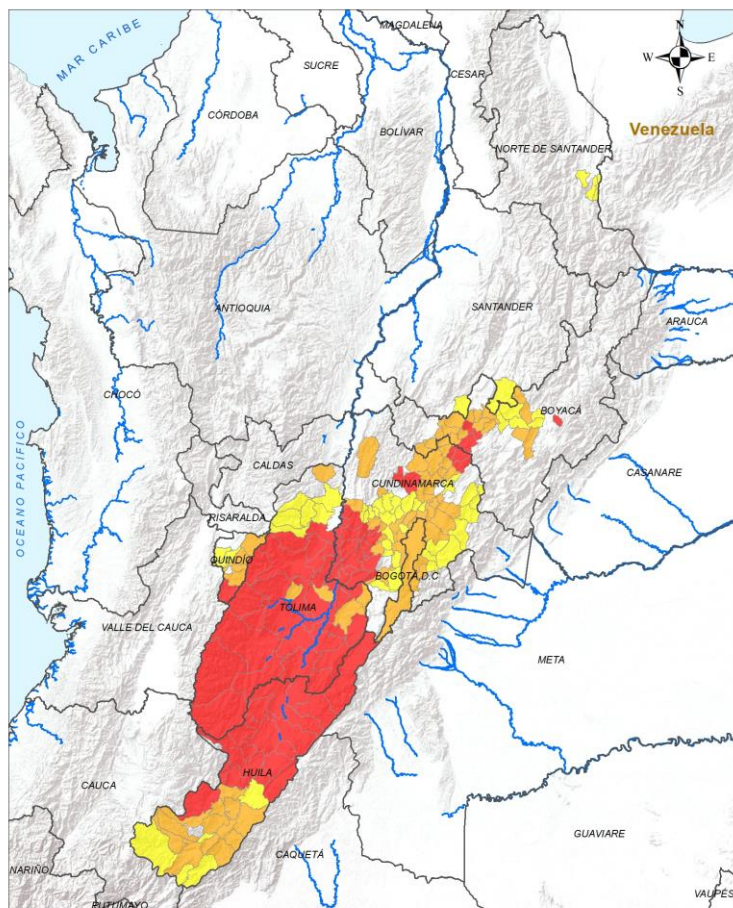 MAGDALENA
N
MAR CARIBE
SUCRE
CESAR
W
E
S
CÓRDOBA
BOLÍVAR
Venezuela
NORTE DE SANTANDER
ANTIOQUIA
SANTANDER
ARAUCA
CHOCÓ
BOYACÁ
OCEANO PACIFICO
CALDAS
CASANARE
CUNDINAMARCA
RISARALDA
QUINDÍO
BOGOTÁ, D.C
TOLIMA
VALLE DEL CAUCA
META
HUILA
CAUCA
GUAVIARE
CAQUETÁ
NARIÑO
PUTUMAYO
VAUPÉS